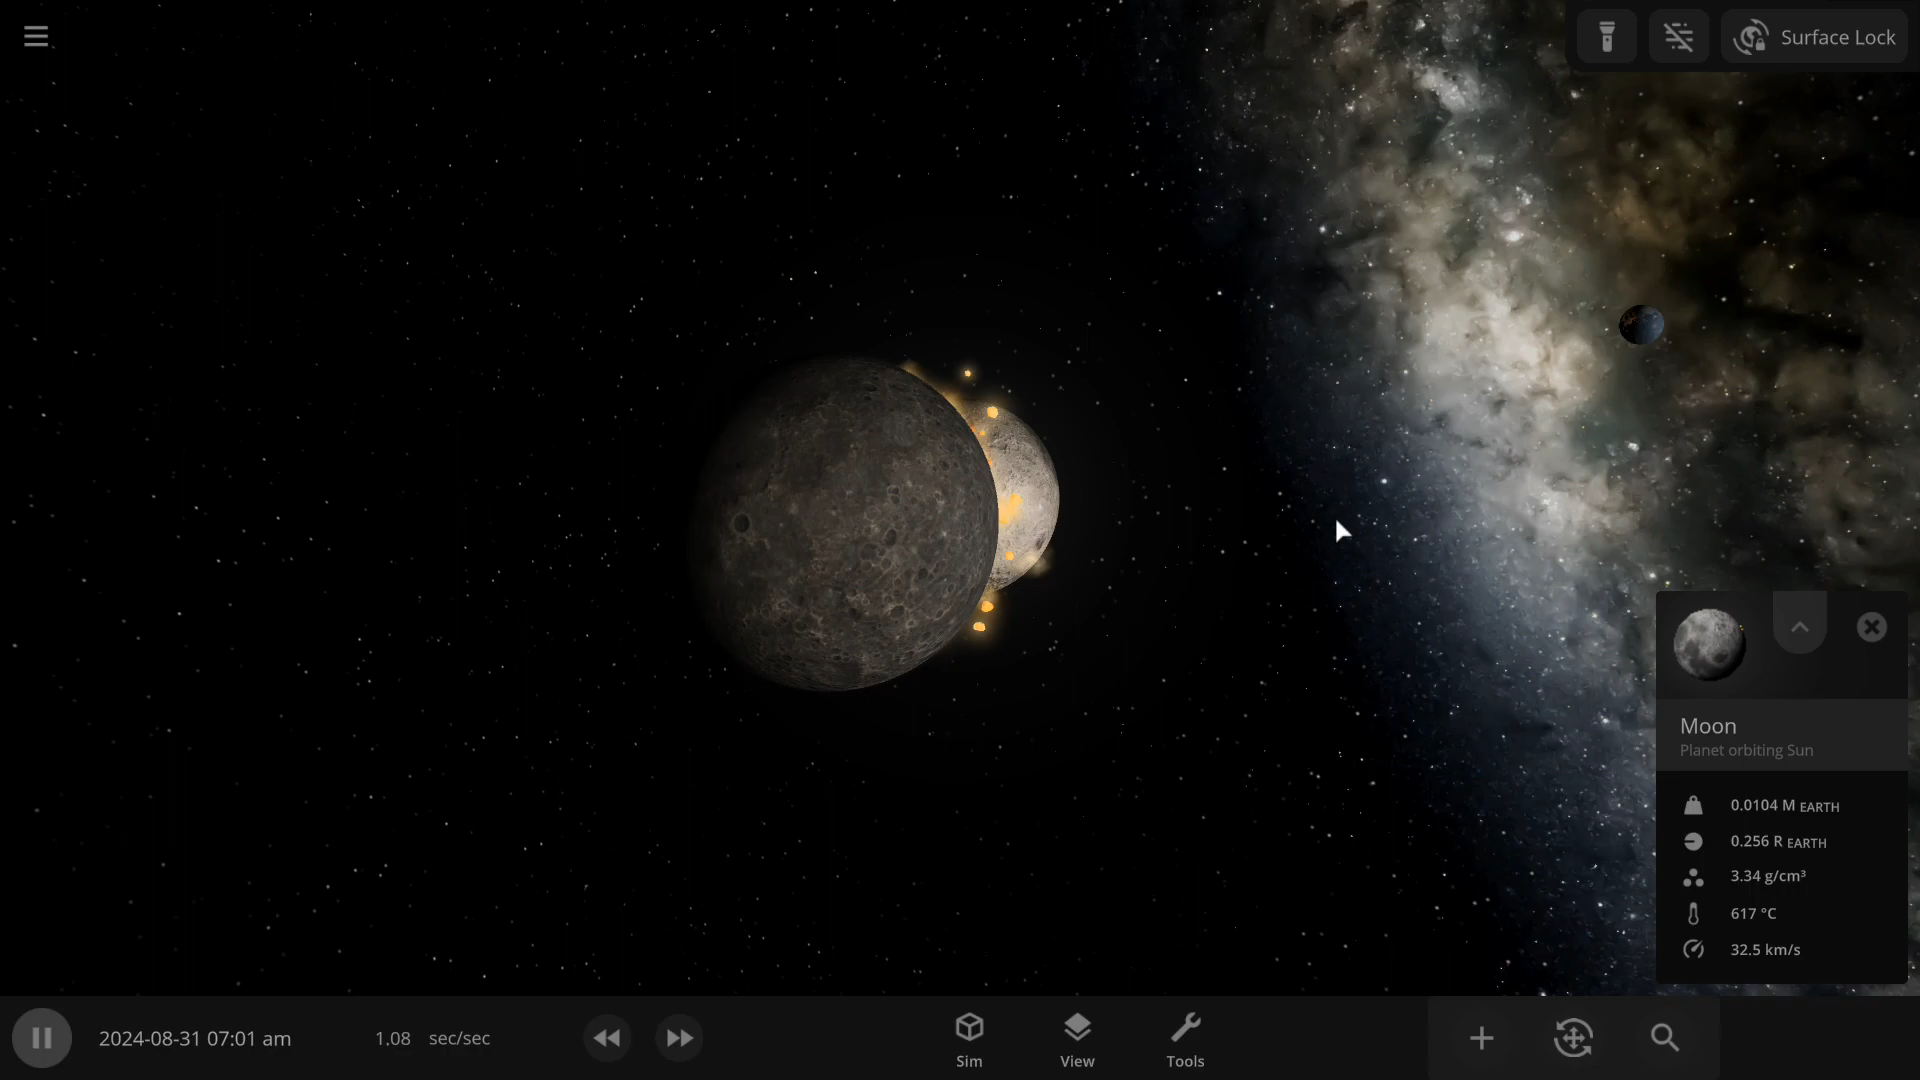 Surface Lock
Moon
Planet orbiting Sun
0.0104 M EARTH
0.256 R EARTH
3.34 g/cm³
617 °C
32.5 km/s
2024-08-31 07:01 am
1.08 sec/sec
Sim
View
Tools